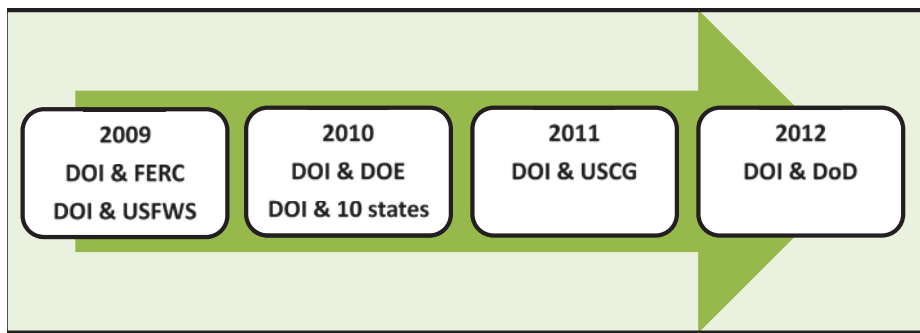 2009
DOI & FERC
DOI & USFWS
2010
DOI & DOE
DOI & 10 states
2011
DOI & USCG
2012
DOI & DoD